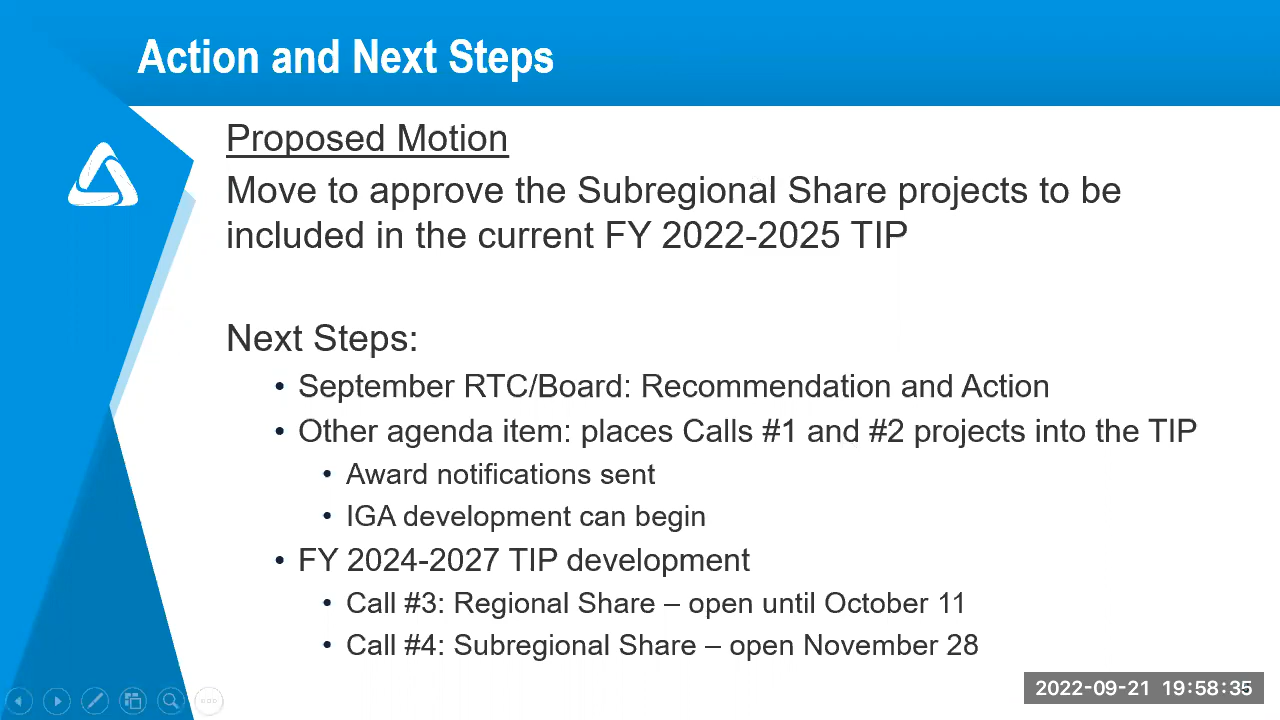 Action and Next Steps
Proposed Motion
Move to approve the Subregional Share projects to be
included in the current FY 2022-2025 TIP
Next Steps:
• September RTC/Board: Recommendation and Action
• Other agenda item: places Calls #1 and #2 projects into the TIP
• Award notifications sent
• IGA development can begin
• FY 2024-2027 TIP development
• Call #3: Regional Share – open until October 11
• Call #4: Subregional Share – open November 28
2022-09-21 19:58:35